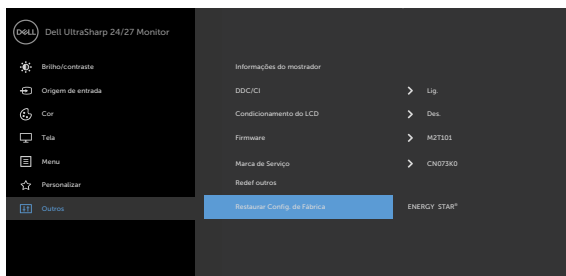 DELL Dell UltraSharp 24/27 Monitor
Brilho/contraste
Origem de entrada
Cor
Tela
Menu
Personalizar
Outros
Informações do mostrador
DDC/CI Lig.
Condicionamento do LCD Des.
Firmware M2T101
Marca de Serviço CN073K0
Redef outros
Restaurar Config. de Fábrica ENERGY STAR®